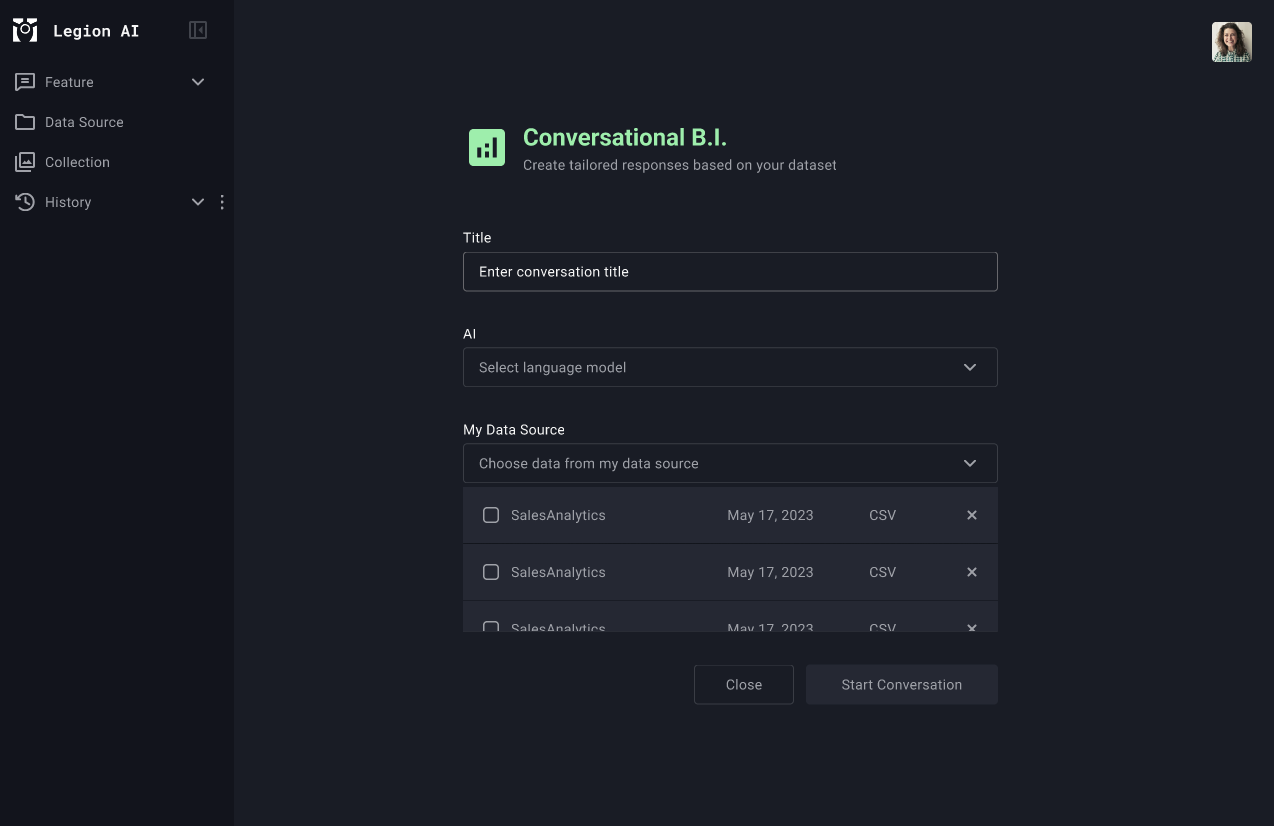 Legion AI
Feature
Data Source
Collection
History
Conversational B.I.
Create tailored responses based on your dataset
Title
Enter conversation title
AI
Select language model
My Data Source
Choose data from my data source
SalesAnalytics May 17, 2023 CSV
SalesAnalytics May 17, 2023 CSV
SalesAnalytics May 17, 2023 CSV
Close Start Conversation